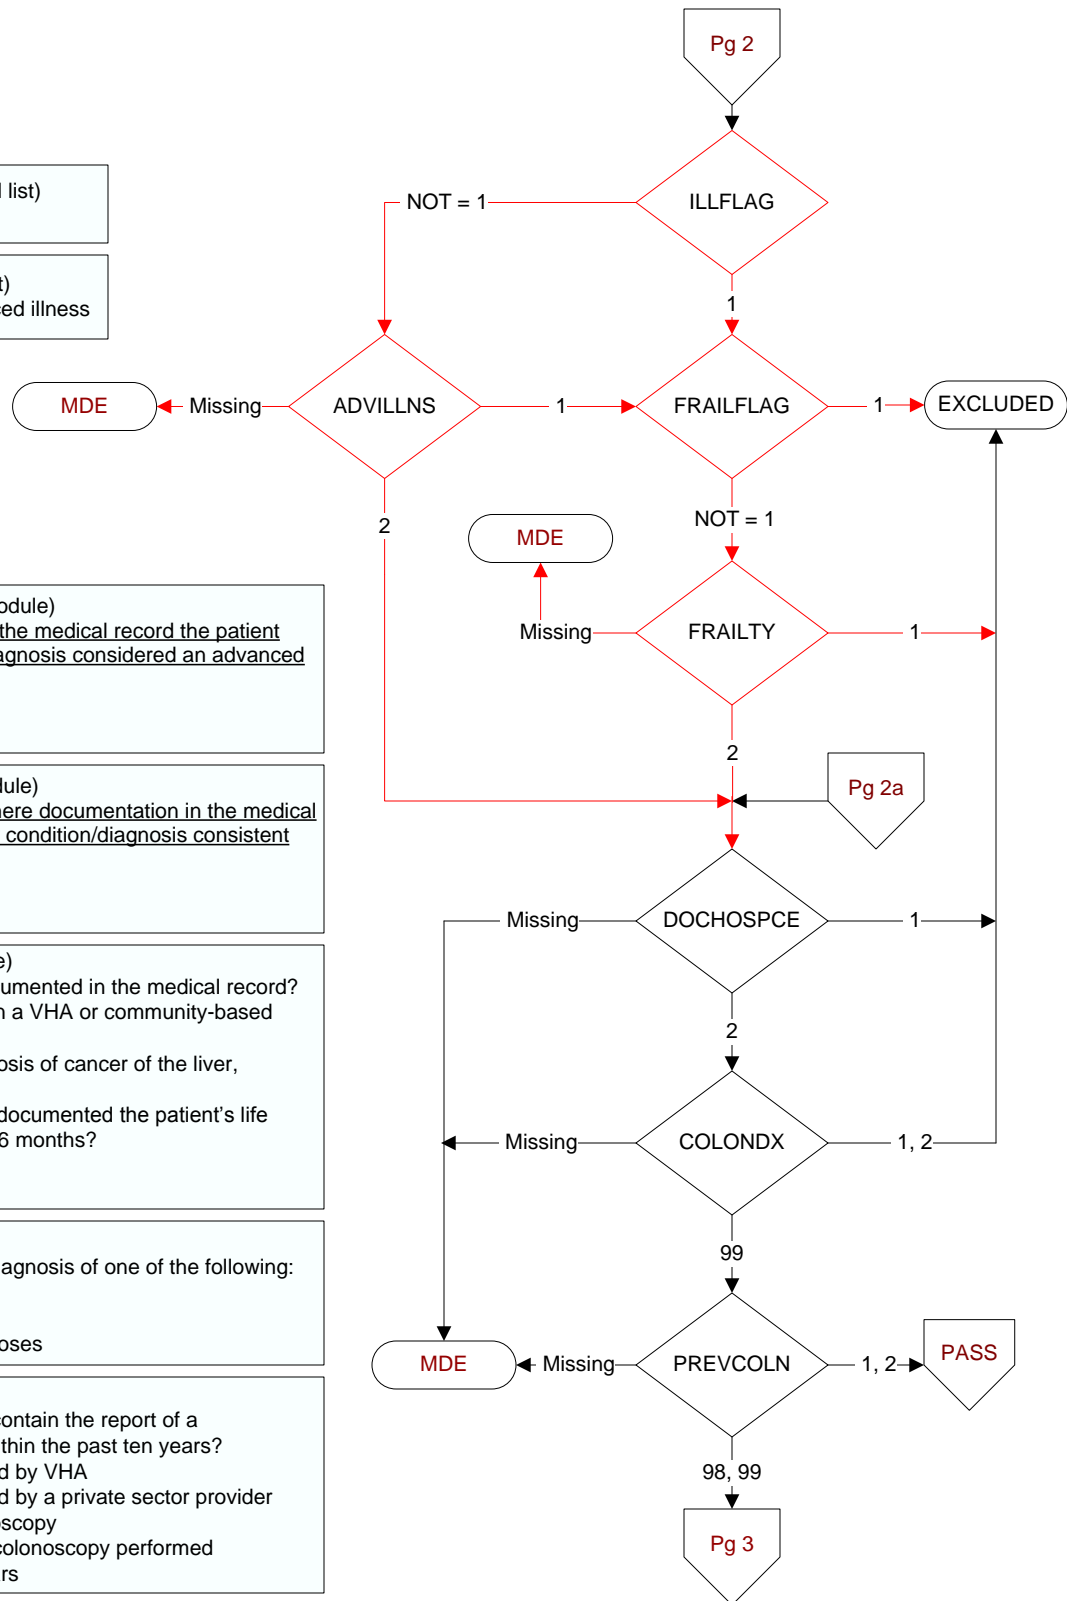 Pg 2
l list)
ILLFLAG
NOT = 1
t)
ced illness
1
MDE
Missing
ADVILLNS
1
FRAILFLAG
1
EXCLUDED
2
NOT = 1
MDE
odule)
the medical record the patient
agnosis considered an advanced
Missing
FRAILTY
1
2
dule)
here documentation in the medical
condition/diagnosis consistent
Pg 2a
Missing
DOCHOSPCE
1
e)
umented in the medical record?
n a VHA or community-based
osis of cancer of the liver,
documented the patient's life
6 months?
2
Missing
COLONDX
1, 2
agnosis of one of the following:
oses
99
MDE
Missing
PREVCOLN
1, 2
PASS
contain the report of a
thin the past ten years?
d by VHA
d by a private sector provider
oscopy
colonoscopy performed
rs
98, 99
Pg 3